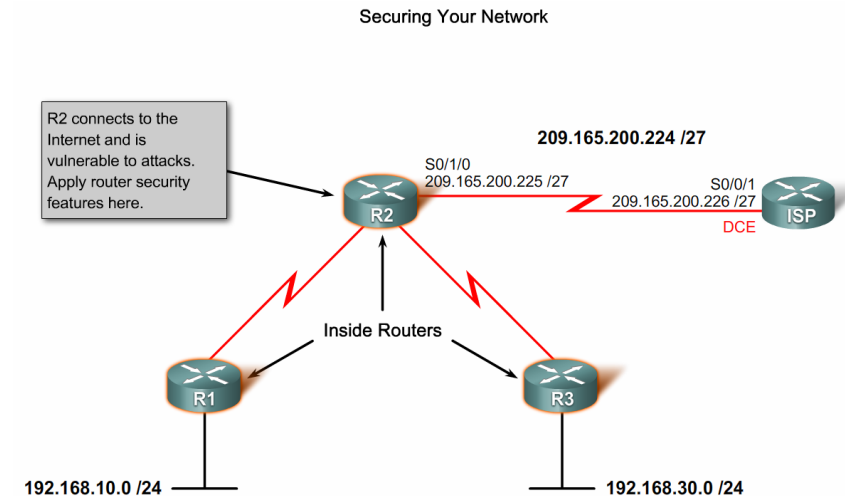 Securing Your Network
R2 connects to the
Internet and is
vulnerable to attacks.
Apply router security
features here.
209.165.200.224 /27
S0/1/0
209.165.200.225 /27
S0/0/1
209.165.200.226 /27
DCE
R2
ISP
Inside Routers
R1
R3
192.168.10.0 /24
192.168.30.0 /24